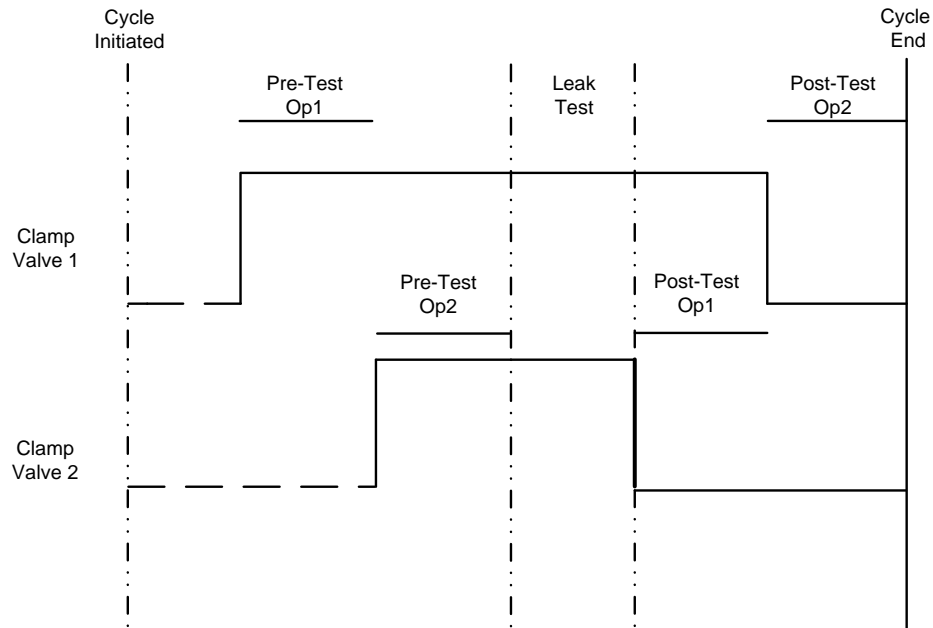 Cycle
Initiated
Cycle
End
Pre-Test
Op1
Leak
Test
Post-Test
Op2
Clamp
Valve 1
Pre-Test
Op2
Post-Test
Op1
Clamp
Valve 2